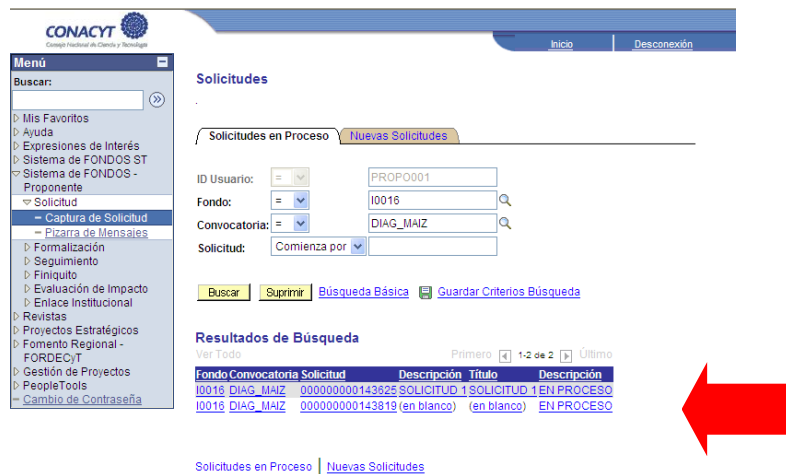 CONACYT
Consejo Nacional de Ciencia y Tecnología
Inicio Desconexión
Menú
Buscar:
Mis Favoritos
Ayuda
Expresiones de Interés
Sistema de FONDOS ST
Sistema de FONDOS -
Proponente
Solicitud
Captura de Solicitud
Pizarra de Mensajes
Formalización
Seguimiento
Finiquito
Evaluación de Impacto
Enlace Institucional
Revistas
Proyectos Estratégicos
Fomento Regional -
FORDECyT
Gestión de Proyectos
PeopleTools
Cambio de Contraseña
Solicitudes
.
Solicitudes en Proceso Nuevas Solicitudes
ID Usuario: = PROPO001
Fondo: = I0016
Convocatoria: = DIAG_MAIZ
Solicitud: Comienza por
Buscar Suprimir Búsqueda Básica Guardar Criterios Búsqueda
Resultados de Búsqueda
Ver Todo Primero 1-2 de 2 Último
Fondo Convocatoria Solicitud Descripción Título Descripción
I0016 DIAG_MAIZ 000000000143625 SOLICITUD 1 SOLICITUD 1 EN PROCESO
I0016 DIAG_MAIZ 000000000143819 (en blanco) (en blanco) EN PROCESO
Solicitudes en Proceso | Nuevas Solicitudes